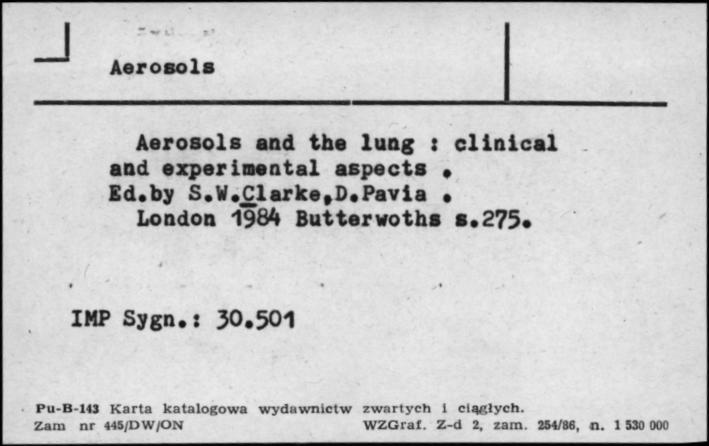 Aerosols
Aerosols and the lung : clinical
and experimental aspects .
Ed.by S.W.Clarke,D.Pavia .
London 1984 Butterwoths s.275.
IMP Sygn.: 30.501
Pu-B-143 Karta katalogowa wydawnictw zwartych i ciągłych.
Zam nr 445/DW/ON WZGraf. Z-d 2, zam. 254/86, n. 1 530 000